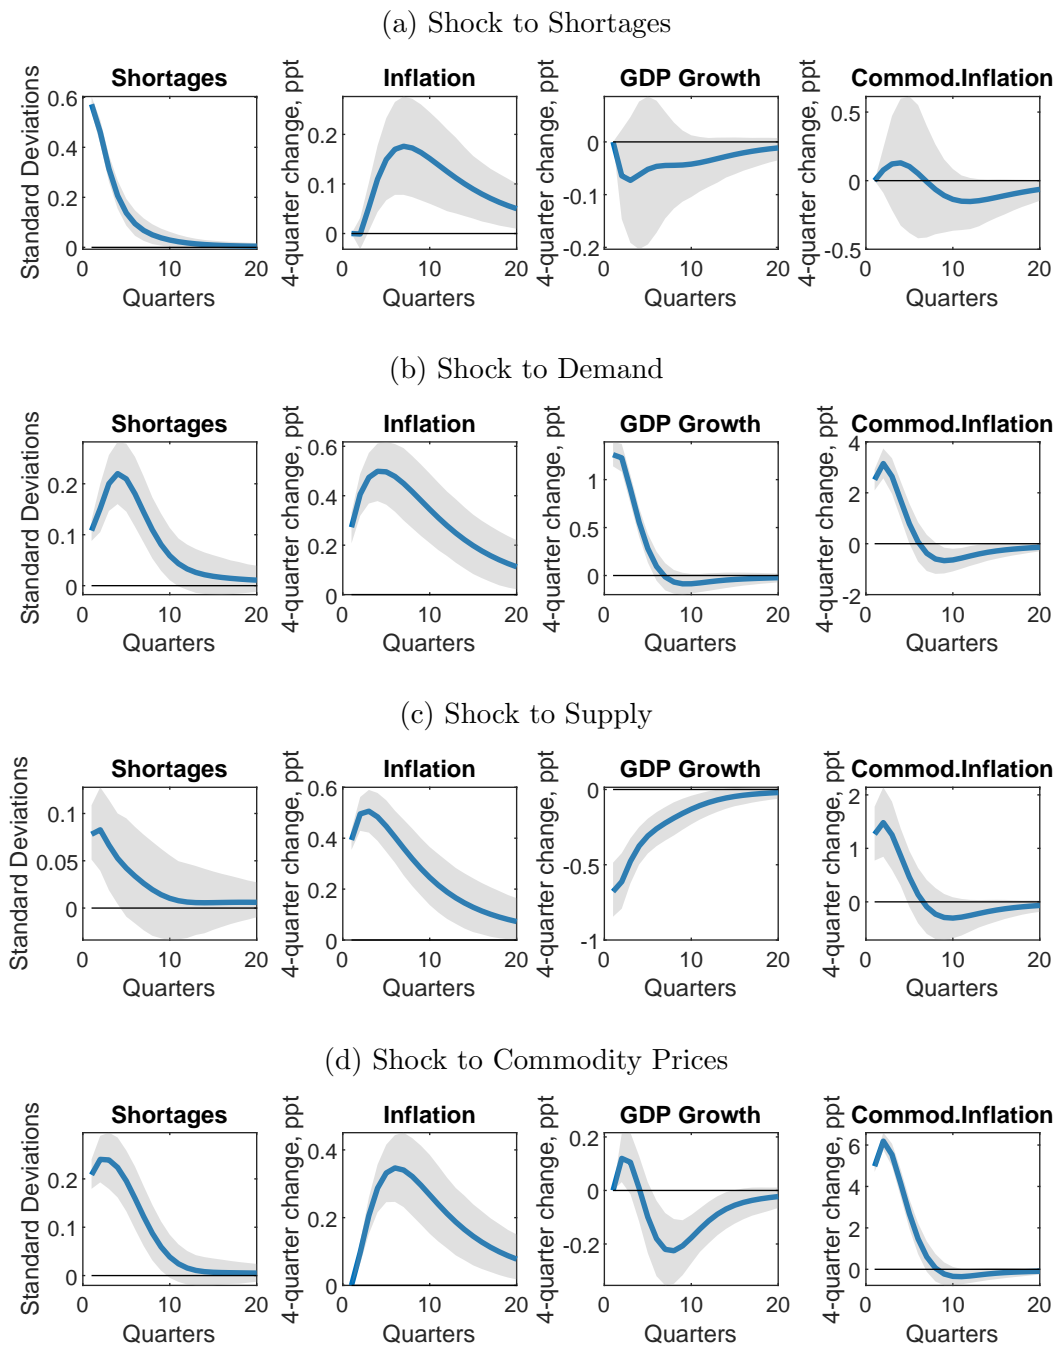 (a) Shock to Shortages
Shortages
Inflation
GDP Growth
Commod.Inflation
Standard Deviations
0.6
0.4
0.2
0
0 10 20
Quarters
4-quarter change, ppt
0.2
0.1
0
0 10 20
Quarters
4-quarter change, ppt
0
-0.1
-0.2
0 10 20
Quarters
4-quarter change, ppt
0.5
0
-0.5
0 10 20
Quarters
(b) Shock to Demand
Shortages
Inflation
GDP Growth
Commod.Inflation
Standard Deviations
0.2
0.1
0
0 10 20
Quarters
4-quarter change, ppt
0.6
0.4
0.2
0
0 10 20
Quarters
4-quarter change, ppt
1
0.5
0
0 10 20
Quarters
4-quarter change, ppt
4
2
0
-2
0 10 20
Quarters
(c) Shock to Supply
Shortages
Inflation
GDP Growth
Commod.Inflation
Standard Deviations
0.1
0.05
0
0 10 20
Quarters
4-quarter change, ppt
0.6
0.4
0.2
0
0 10 20
Quarters
4-quarter change, ppt
0
-0.5
-1
0 10 20
Quarters
4-quarter change, ppt
2
1
0
0 10 20
Quarters
(d) Shock to Commodity Prices
Shortages
Inflation
GDP Growth
Commod.Inflation
Standard Deviations
0.2
0.1
0
0 10 20
Quarters
4-quarter change, ppt
0.4
0.2
0
0 10 20
Quarters
4-quarter change, ppt
0.2
0
-0.2
0 10 20
Quarters
4-quarter change, ppt
6
4
2
0
0 10 20
Quarters